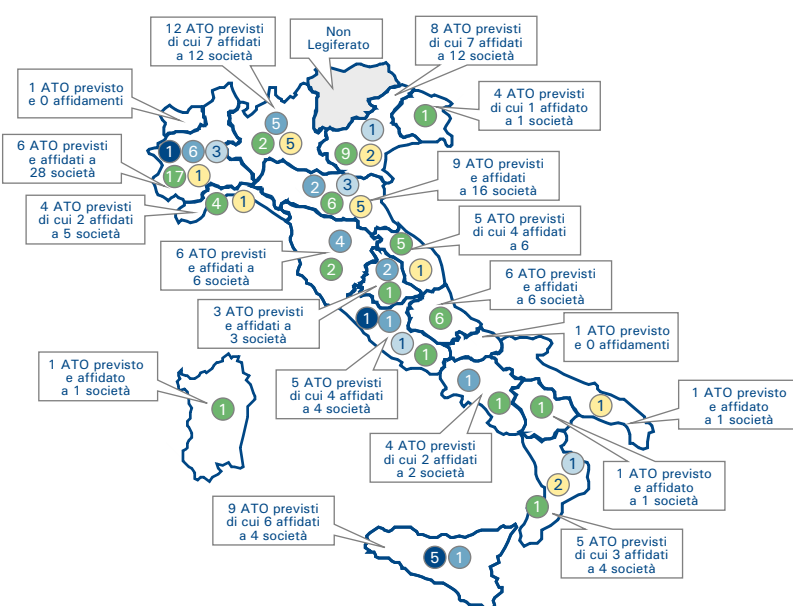 12 ATO previsti
di cui 7 affidati
a 12 società
Non
Legiferato
8 ATO previsti
di cui 7 affidati
a 12 società
1 ATO previsto
e 0 affidamenti
4 ATO previsti
di cui 1 affidato
a 1 società
6 ATO previsti
e affidati a
28 società
9 ATO previsti
e affidati
a 16 società
4 ATO previsti
di cui 2 affidati
a 5 società
5 ATO previsti
di cui 4 affidati
a 6
6 ATO previsti
e affidati a
6 società
6 ATO previsti
e affidati
a 6 società
3 ATO previsti
e affidati a
3 società
1 ATO previsto
e 0 affidamenti
1 ATO previsto
e affidato
a 1 società
5 ATO previsti
di cui 4 affidati
a 4 società
1 ATO previsto
e affidato
a 1 società
4 ATO previsti
di cui 2 affidati
a 2 società
1 ATO previsto
e affidato
a 1 società
9 ATO previsti
di cui 6 affidati
a 4 società
5 ATO previsti
di cui 3 affidati
a 4 società
5
2 5
1
1
9 2
1 6 3
17 1
4 1
2 3
6 5
4
2
5
1
2
1
6
1 1
1
1
1
1
1
1
1
1
2
1
5 1